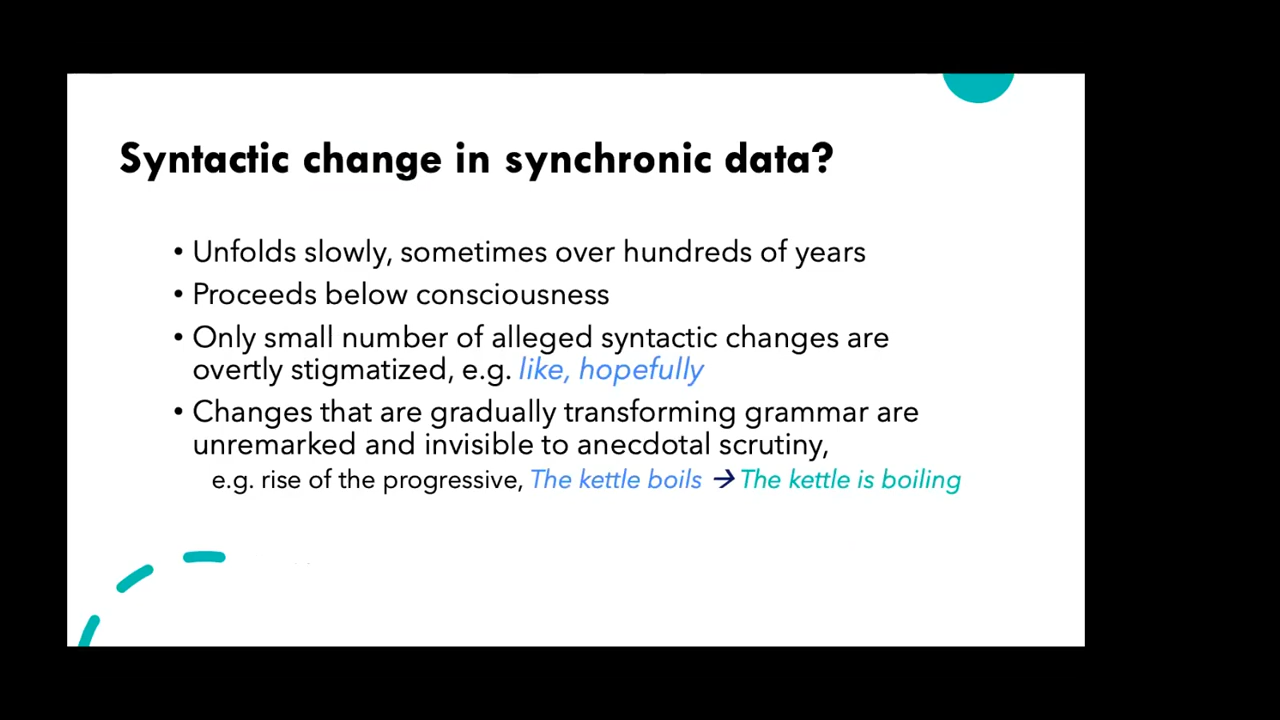 Syntactic change in synchronic data?
• Unfolds slowly, sometimes over hundreds of years
• Proceeds below consciousness
• Only small number of alleged syntactic changes are
overtly stigmatized, e.g. like, hopefully
• Changes that are gradually transforming grammar are
unremarked and invisible to anecdotal scrutiny,
e.g. rise of the progressive, The kettle boils → The kettle is boiling